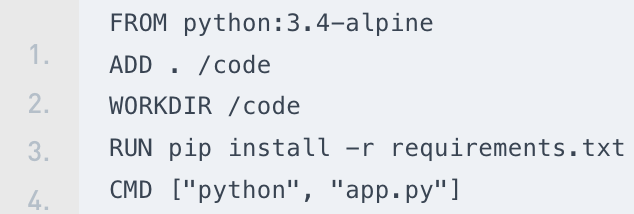 FROM python:3.4-alpine
1.
ADD . /code
2.
WORKDIR /code
3.
RUN pip install -r requirements.txt
4.
CMD ["python", "app.py"]